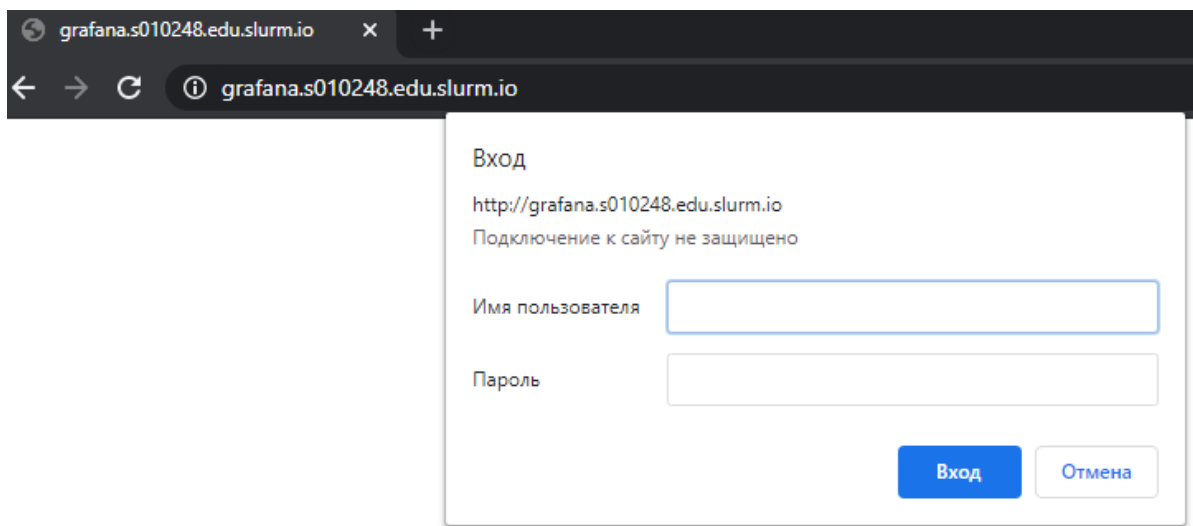 grafana.s010248.edu.slurm.io
grafana.s010248.edu.slurm.io
Вход
http://grafana.s010248.edu.slurm.io
Подключение к сайту не защищено
Имя пользователя
Пароль
Вход Отмена